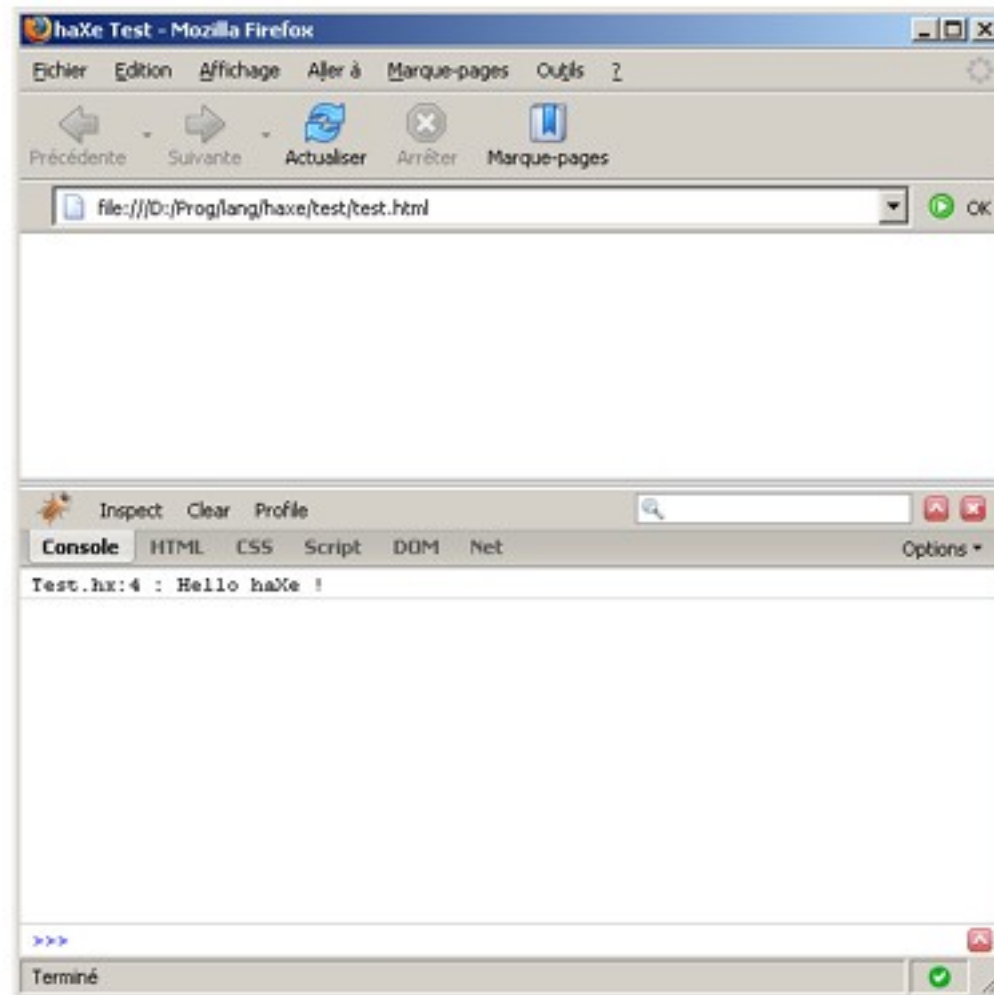 haXe Test - Mozilla Firefox
Fichier Edition Affichage Aller à Marque-pages Outils ?
Précédente Suivante Actualiser Arrêter Marque-pages
file:///D:/Prog/lang/haxe/test/test.html OK
Inspect Clear Profile
Console HTML CSS Script DOM Net Options
Test.hx:4 : Hello haXe !
>>>
Terminé